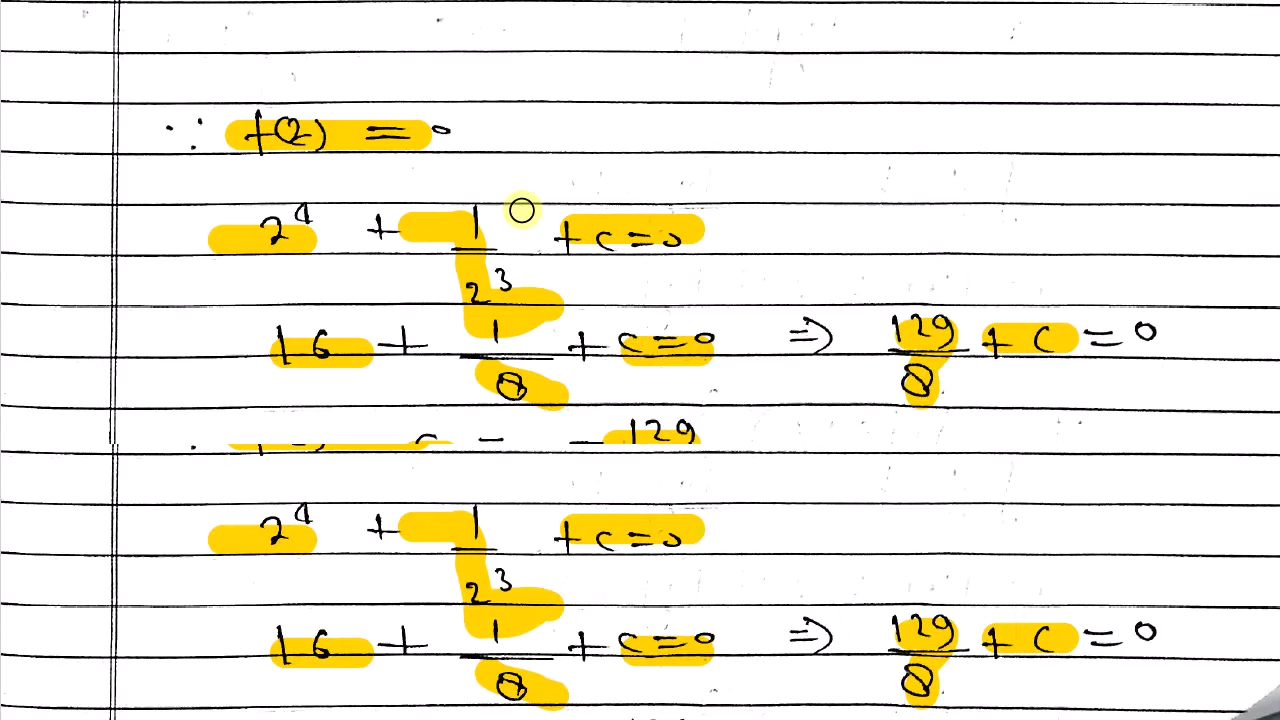 ∵ f(2) = 0
2⁴ + 1/2³ + c = 0
16 + 1/8 + c = 0 ⇒ 129/8 + c = 0
c = - 129
2⁴ + 1/2³ + c = 0
16 + 1/8 + c = 0 ⇒ 129/8 + c = 0